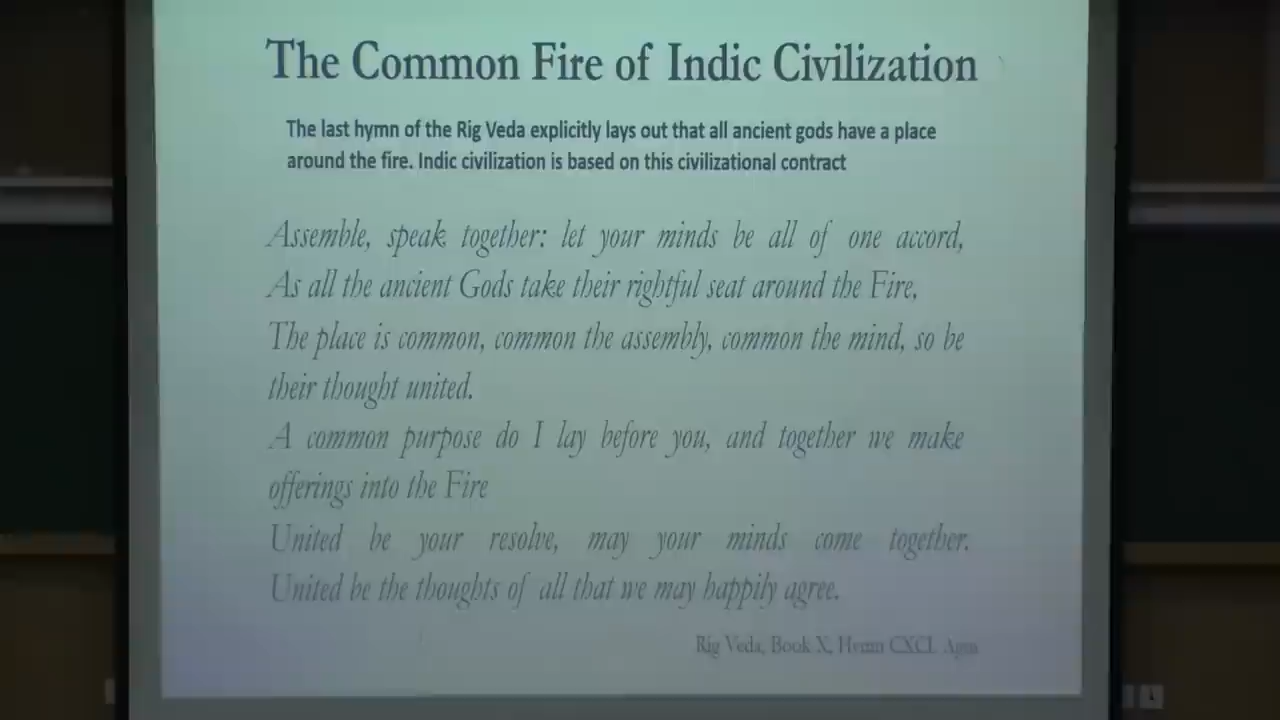 The Common Fire of Indic Civilization
The last hymn of the Rig Veda explicitly lays out that all ancient gods have a place
around the fire. Indic civilization is based on this civilizational contract
Assemble, speak together: let your minds be all of one accord,
As all the ancient Gods take their rightful seat around the Fire,
The place is common, common the assembly, common the mind, so be
their thought united.
A common purpose do I lay before you, and together we make
offerings into the Fire
United be your resolve, may your minds come together.
United be the thoughts of all that we may happily agree.
Rig Veda, Book X, Hymn